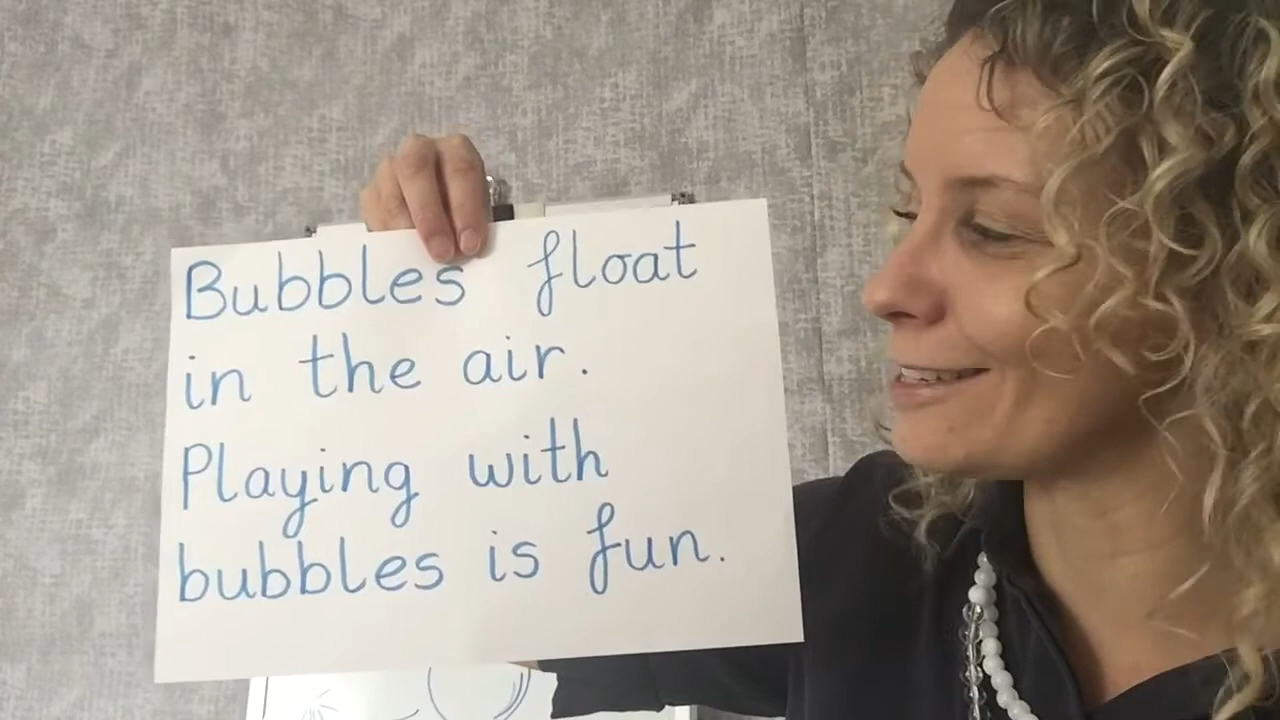 Bubbles float
in the air.
Playing with
bubbles is fun.